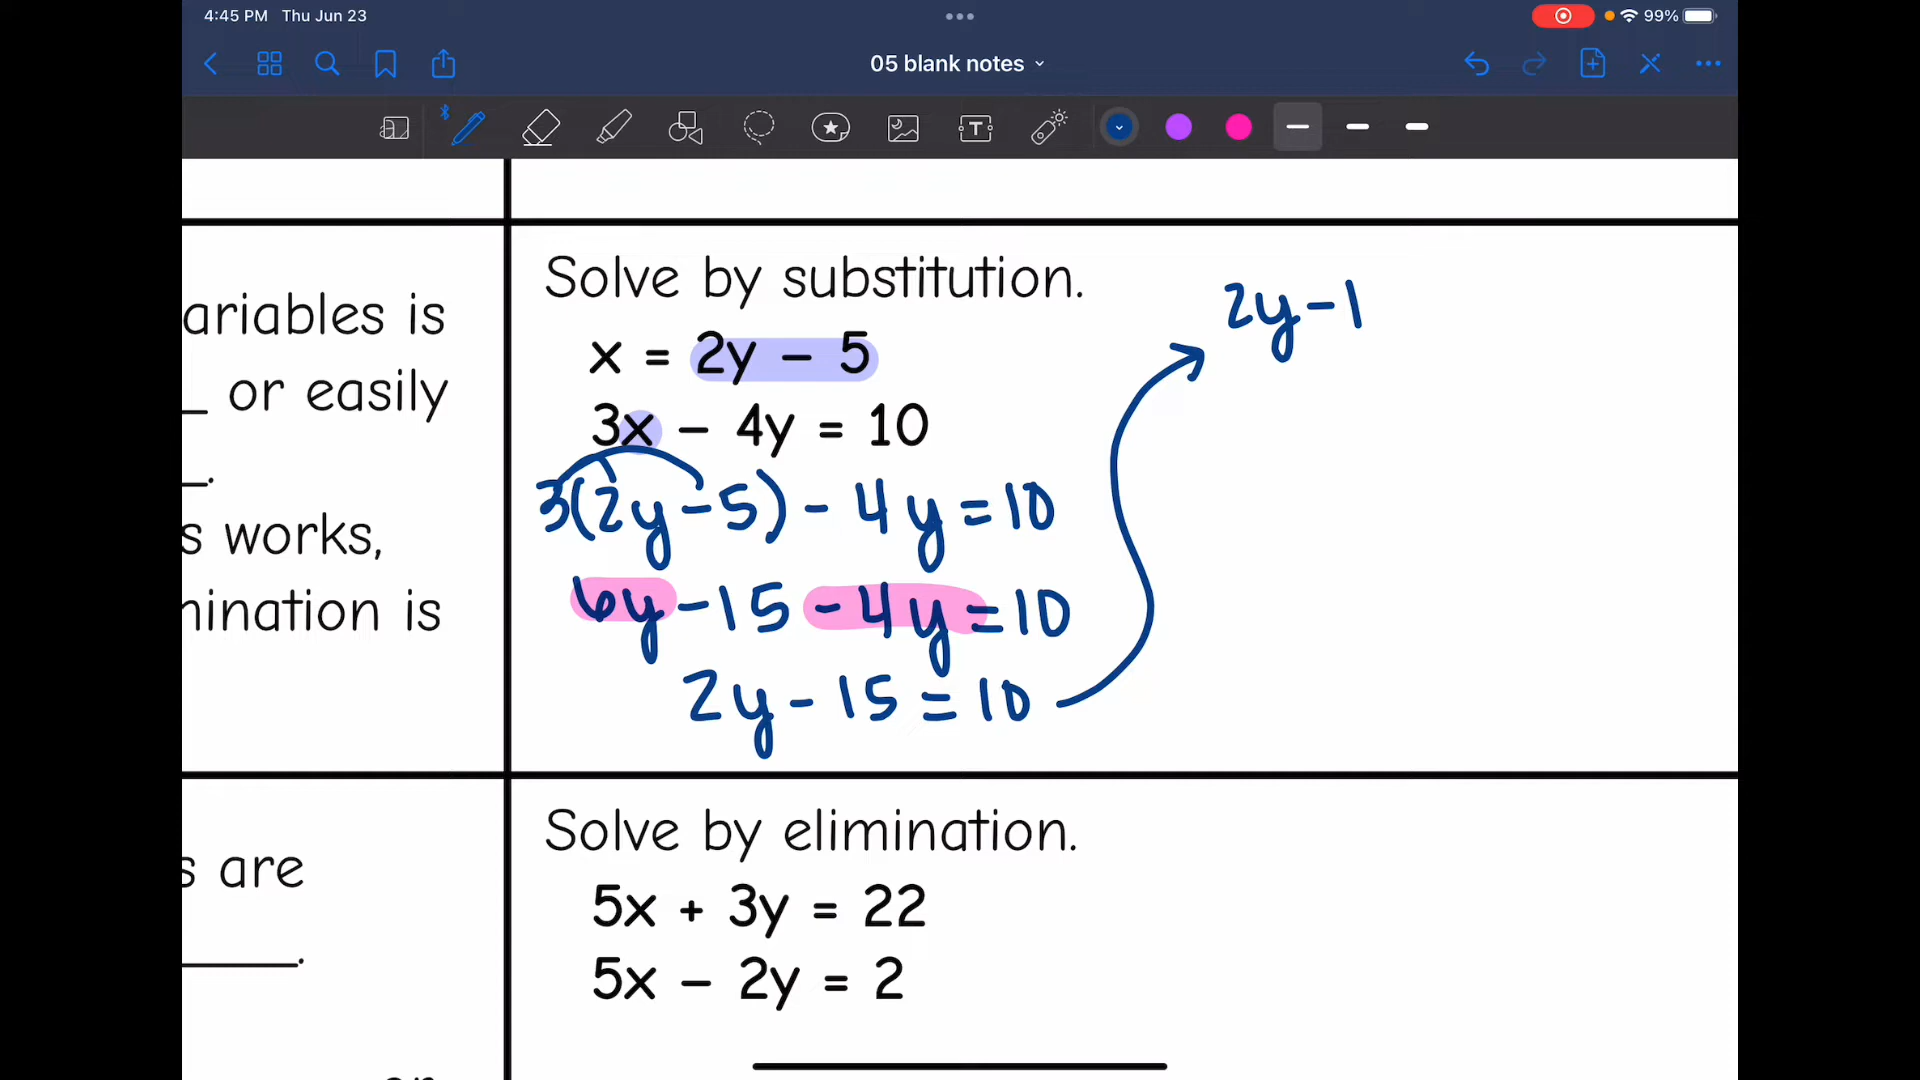 4:45 PM Thu Jun 23
99%
05 blank notes
ariables is
or easily
.
s works,
nination is
s are
.
Solve by substitution.
x = 2y – 5
3x – 4y = 10
3(2y-5) - 4y = 10
6y - 15 - 4y = 10
2y - 15 = 10
2y - 1
Solve by elimination.
5x + 3y = 22
5x – 2y = 2